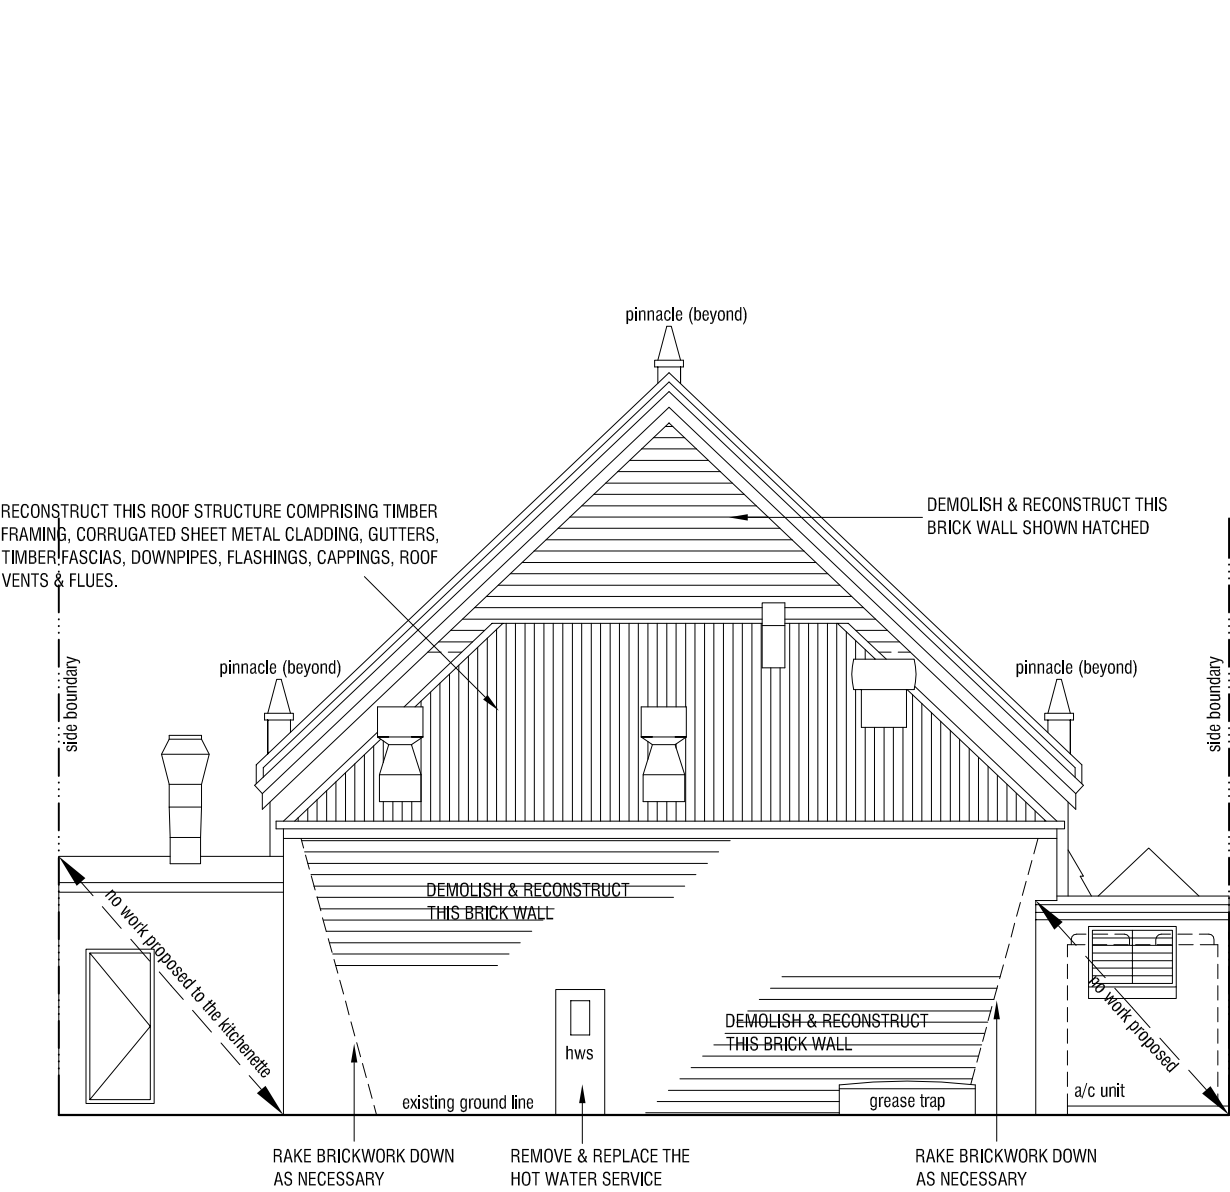 pinnacle (beyond)
RECONSTRUCT THIS ROOF STRUCTURE COMPRISING TIMBER
FRAMING, CORRUGATED SHEET METAL CLADDING, GUTTERS,
TIMBER FASCIAS, DOWNPIPES, FLASHINGS, CAPPINGS, ROOF
VENTS & FLUES.
DEMOLISH & RECONSTRUCT THIS
BRICK WALL SHOWN HATCHED
pinnacle (beyond)
pinnacle (beyond)
side boundary
side boundary
no work proposed to the kitchenette
DEMOLISH & RECONSTRUCT
THIS BRICK WALL
DEMOLISH & RECONSTRUCT
THIS BRICK WALL
no work proposed
hws
a/c unit
existing ground line
grease trap
RAKE BRICKWORK DOWN
AS NECESSARY
REMOVE & REPLACE THE
HOT WATER SERVICE
RAKE BRICKWORK DOWN
AS NECESSARY